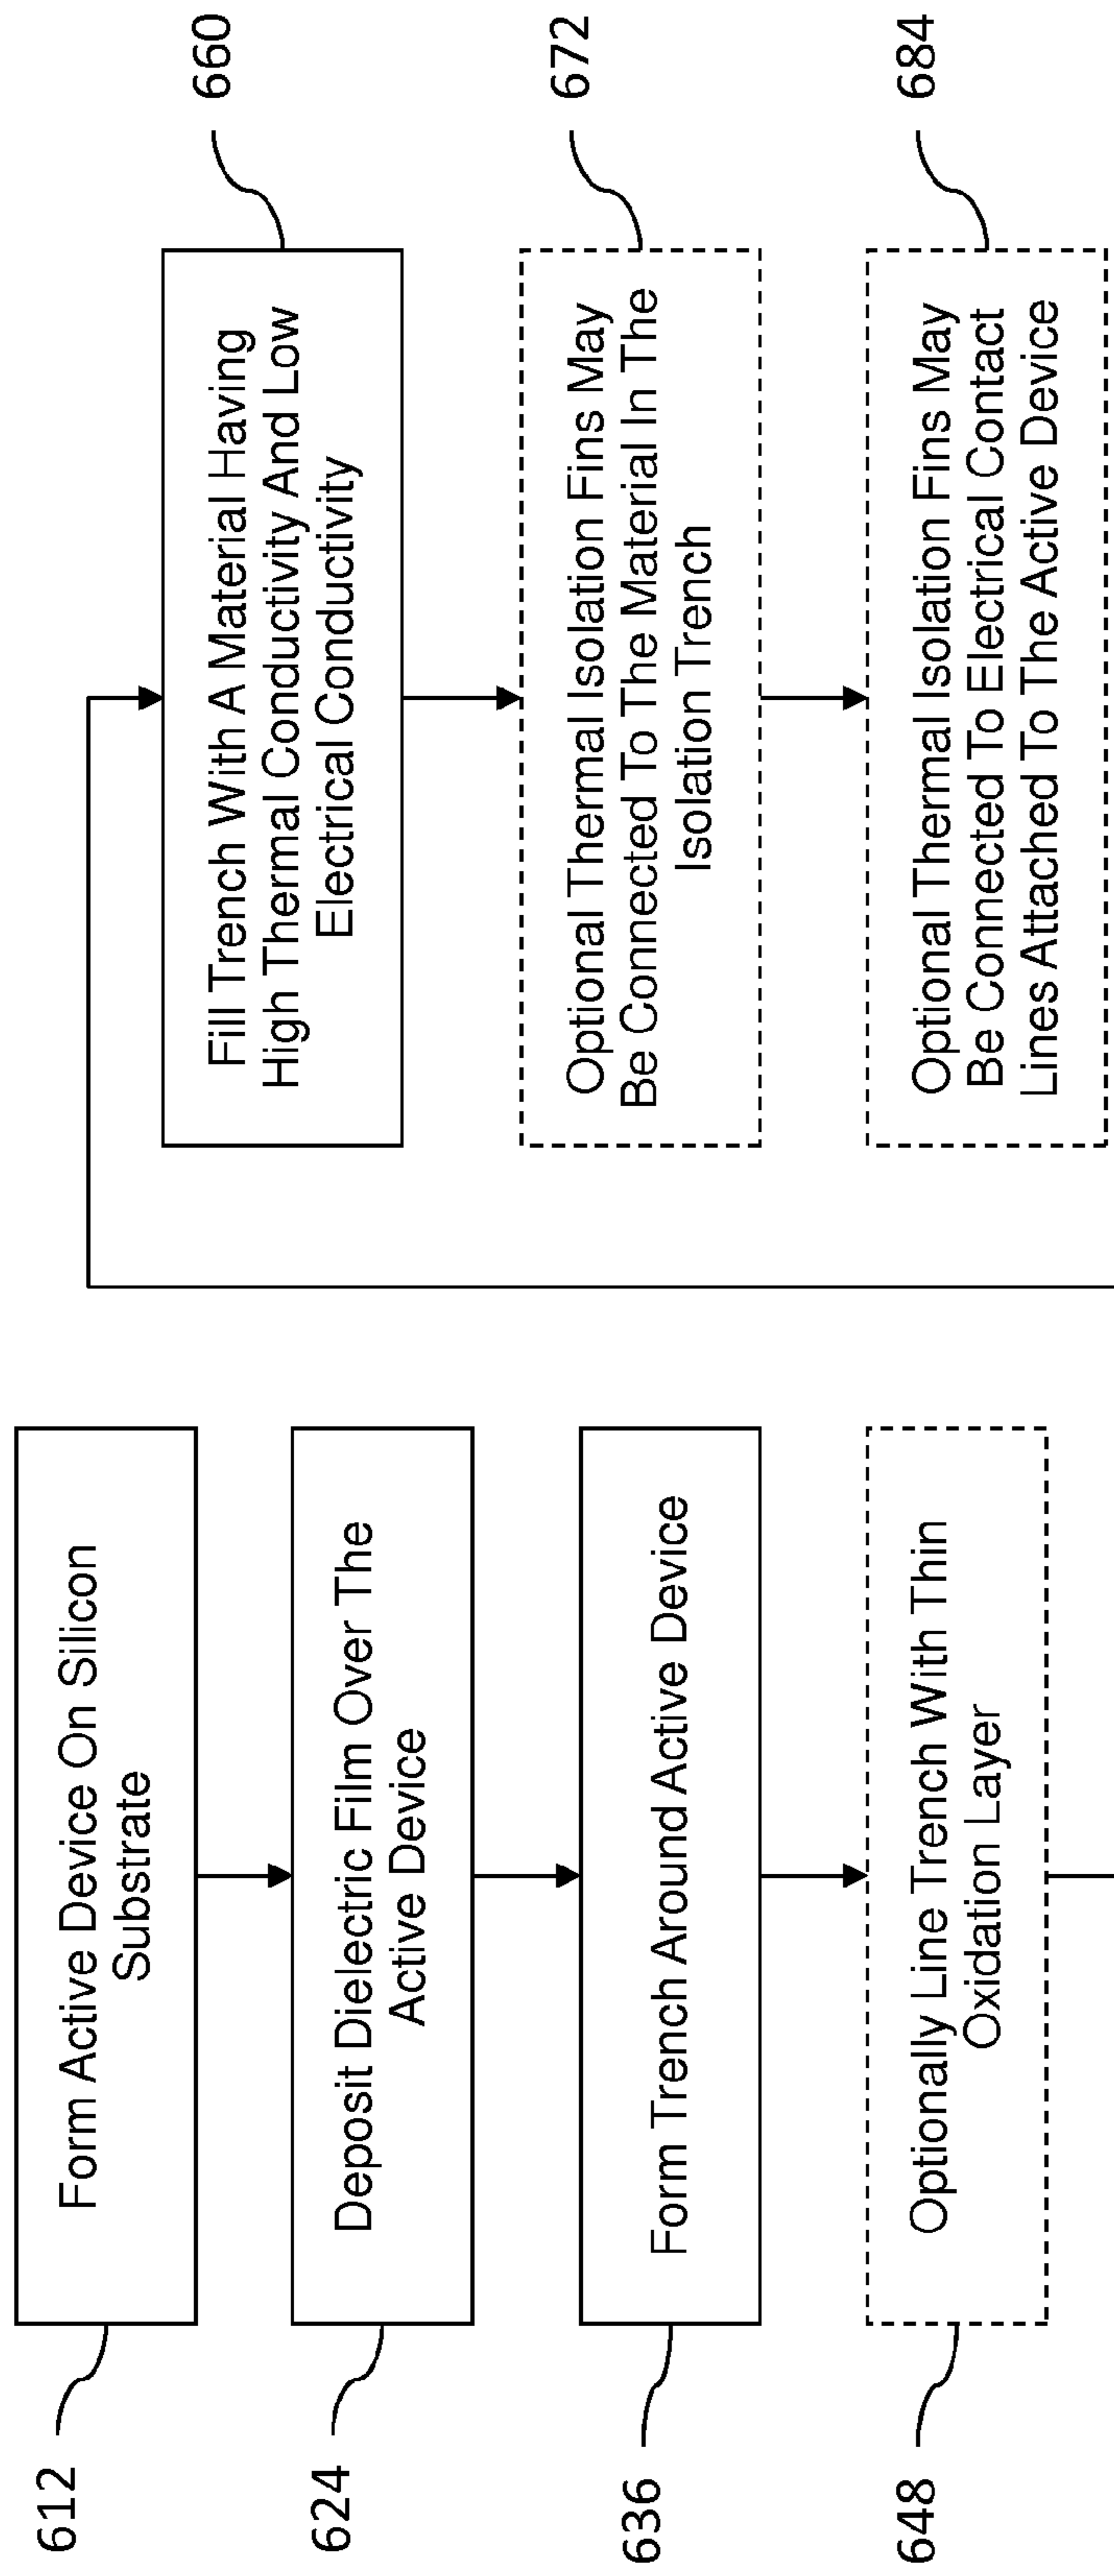 612
Form Active Device On Silicon
Substrate
624
Deposit Dielectric Film Over The
Active Device
636
Form Trench Around Active Device
648
Optionally Line Trench With Thin
Oxidation Layer
660
Fill Trench With A Material Having
High Thermal Conductivity And Low
Electrical Conductivity
672
Optional Thermal Isolation Fins May
Be Connected To The Material In The
Isolation Trench
684
Optional Thermal Isolation Fins May
Be Connected To Electrical Contact
Lines Attached To The Active Device